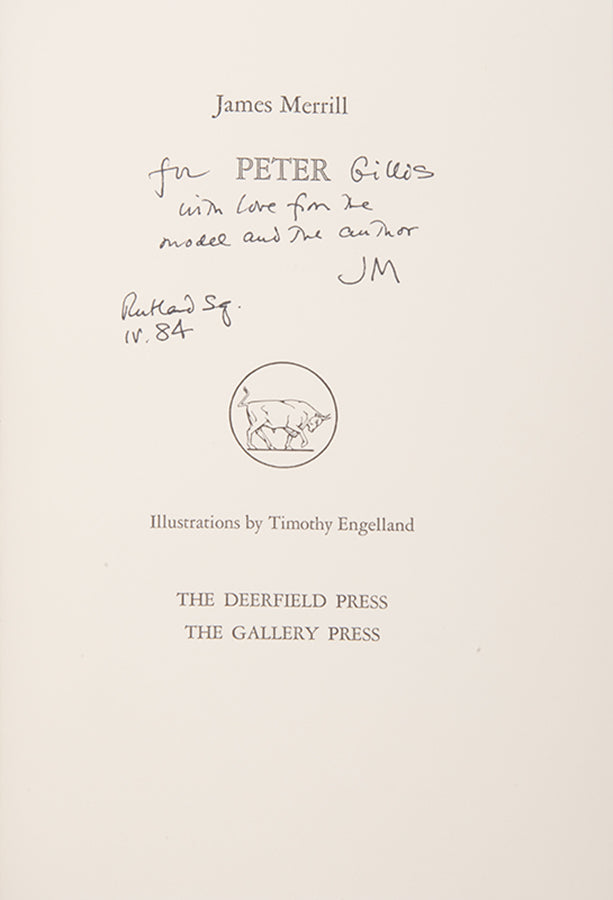 James Merrill
for PETER Gillis
with love from the
model and the author
JM
Rutland Sq.
IV. 84
Illustrations by Timothy Engelland
THE DEERFIELD PRESS
THE GALLERY PRESS